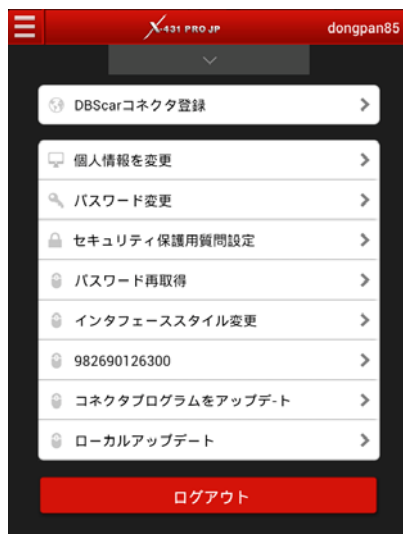 X-431 PRO JP
dongpan85
DBScarコネクタ登録
個人情報を変更
パスワード変更
セキュリティ保護用質問設定
パスワード再取得
インタフェーススタイル変更
982690126300
コネクタプログラムをアップデ-ト
ローカルアップデート
ログアウト